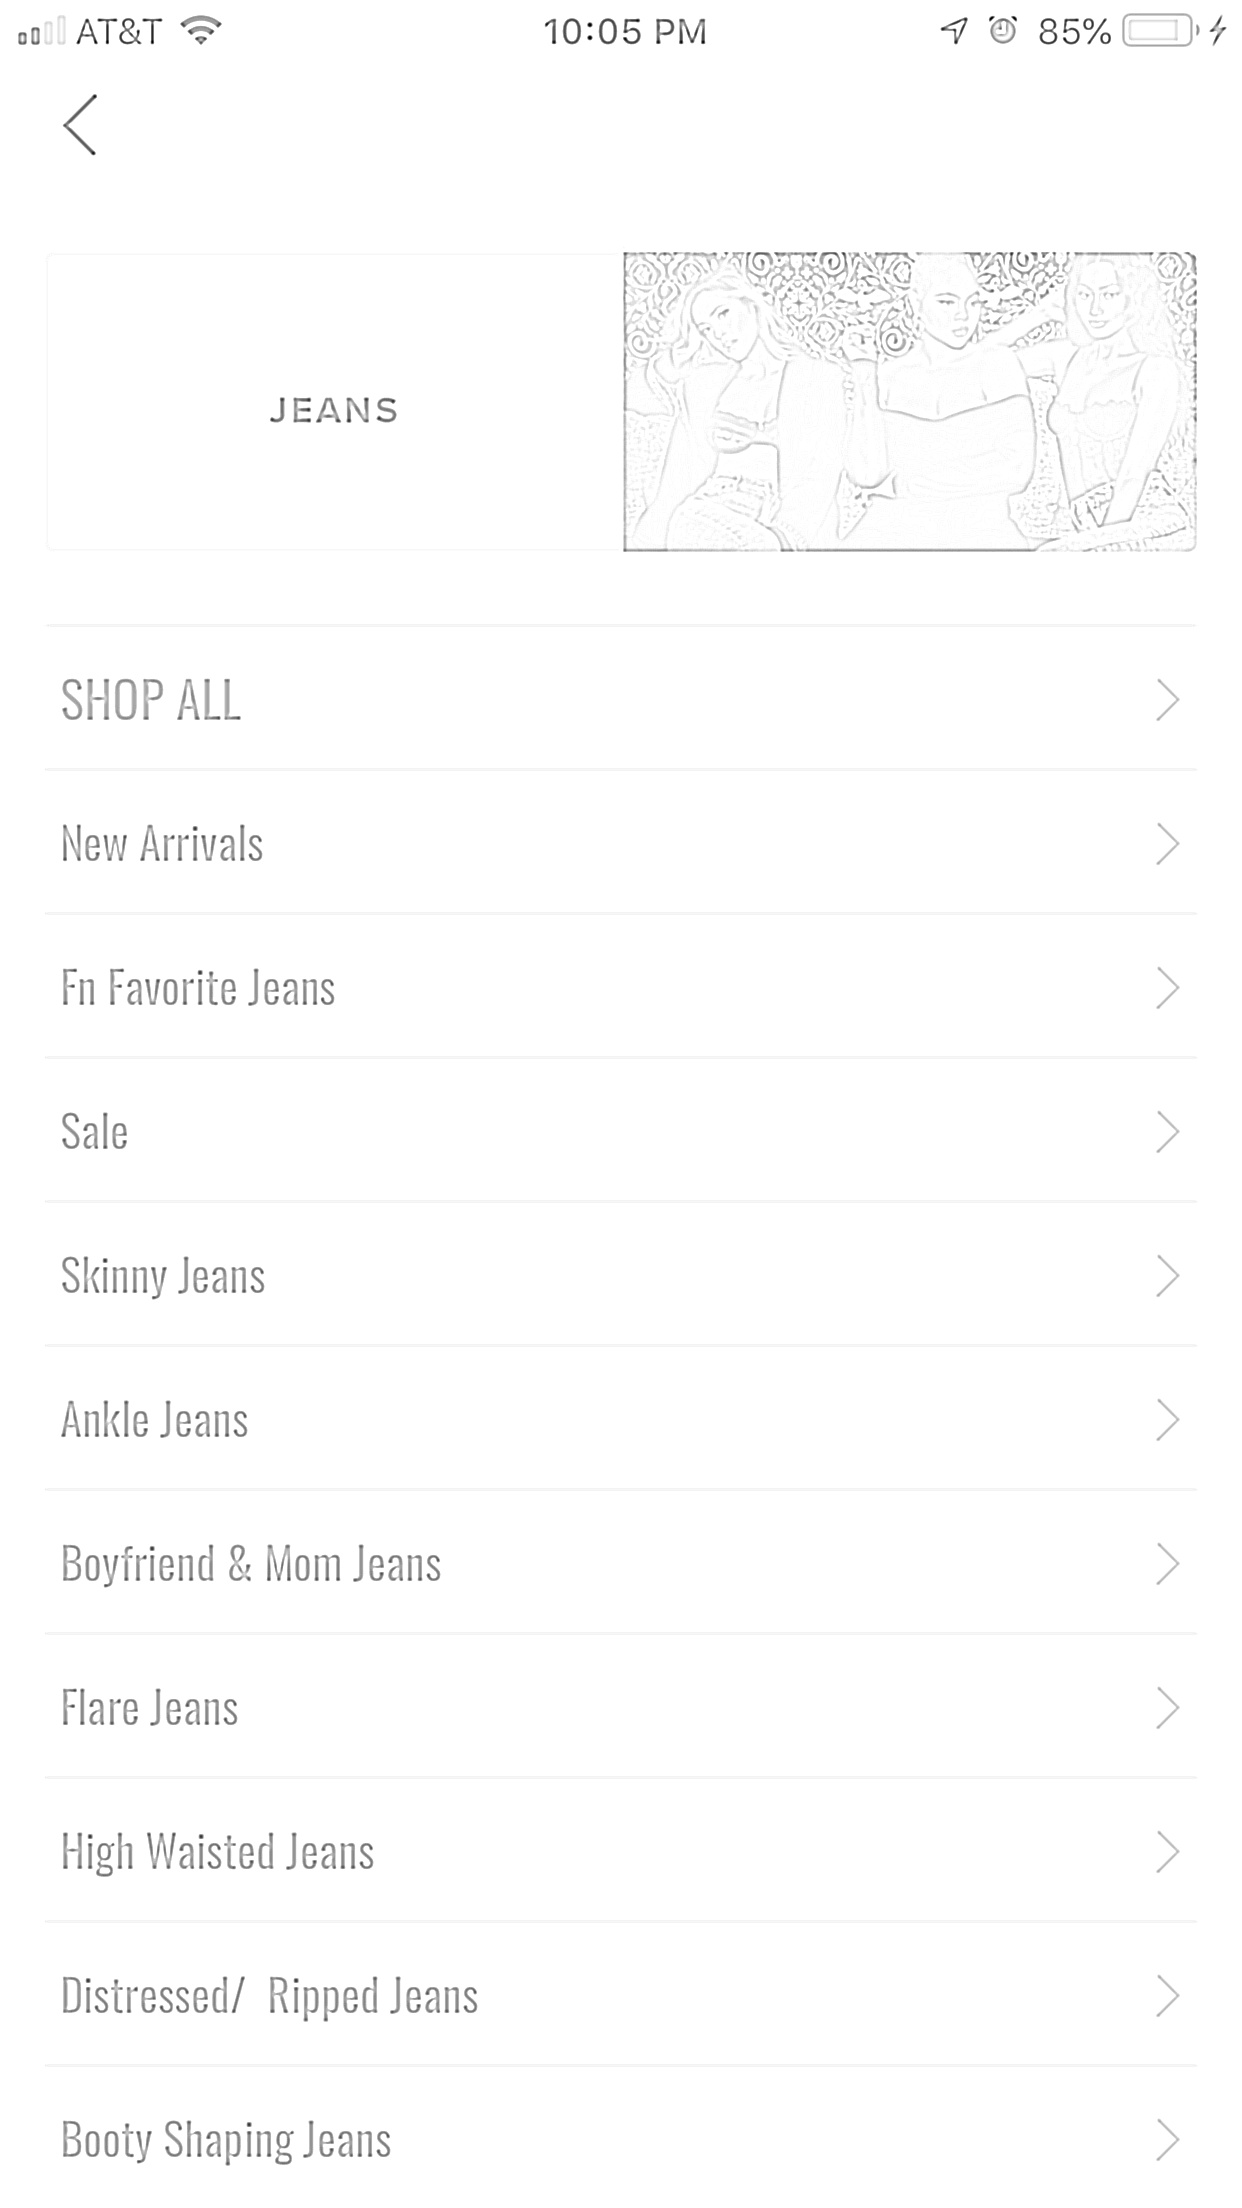 AT&T 10:05 PM 85%
JEANS
SHOP ALL
New Arrivals
Fn Favorite Jeans
Sale
Skinny Jeans
Ankle Jeans
Boyfriend & Mom Jeans
Flare Jeans
High Waisted Jeans
Distressed/  Ripped Jeans
Booty Shaping Jeans